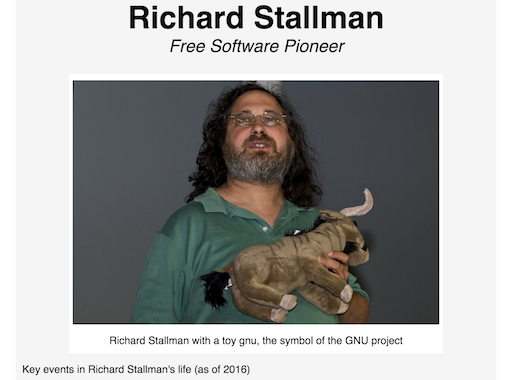 Richard Stallman
Free Software Pioneer
Richard Stallman with a toy gnu, the symbol of the GNU project
Key events in Richard Stallman's life (as of 2016)